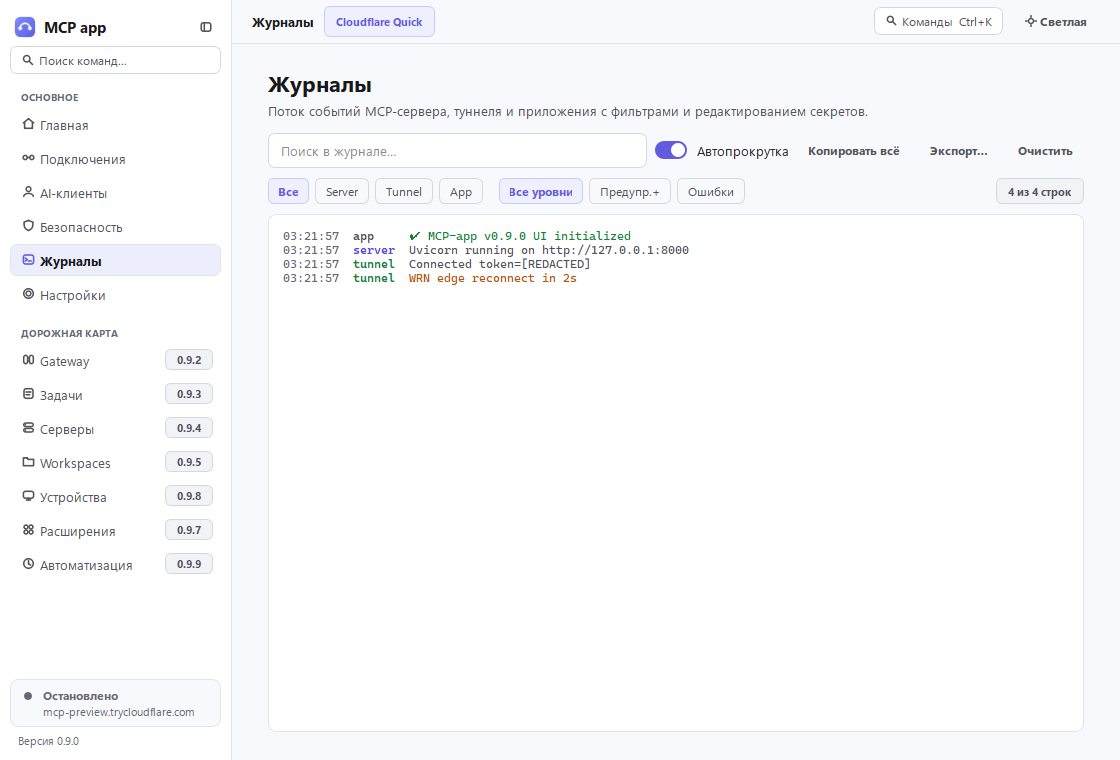 MCP app
Поиск команд...
ОСНОВНОЕ
Главная
Подключения
AI-клиенты
Безопасность
Журналы
Настройки
ДОРОЖНАЯ КАРТА
Gateway 0.9.2
Задачи 0.9.3
Серверы 0.9.4
Workspaces 0.9.5
Устройства 0.9.8
Расширения 0.9.7
Автоматизация 0.9.9
Остановлено
mcp-preview.trycloudflare.com
Версия 0.9.0
Журналы Cloudflare Quick Команды Ctrl+K Светлая
Журналы
Поток событий MCP-сервера, туннеля и приложения с фильтрами и редактированием секретов.
Поиск в журнале... Автопрокрутка Копировать всё Экспорт... Очистить
Все Server Tunnel App Все уровни Предупр.+ Ошибки 4 из 4 строк
03:21:57 app ✔ MCP-app v0.9.0 UI initialized
03:21:57 server Uvicorn running on http://127.0.0.1:8000
03:21:57 tunnel Connected token=[REDACTED]
03:21:57 tunnel WRN edge reconnect in 2s